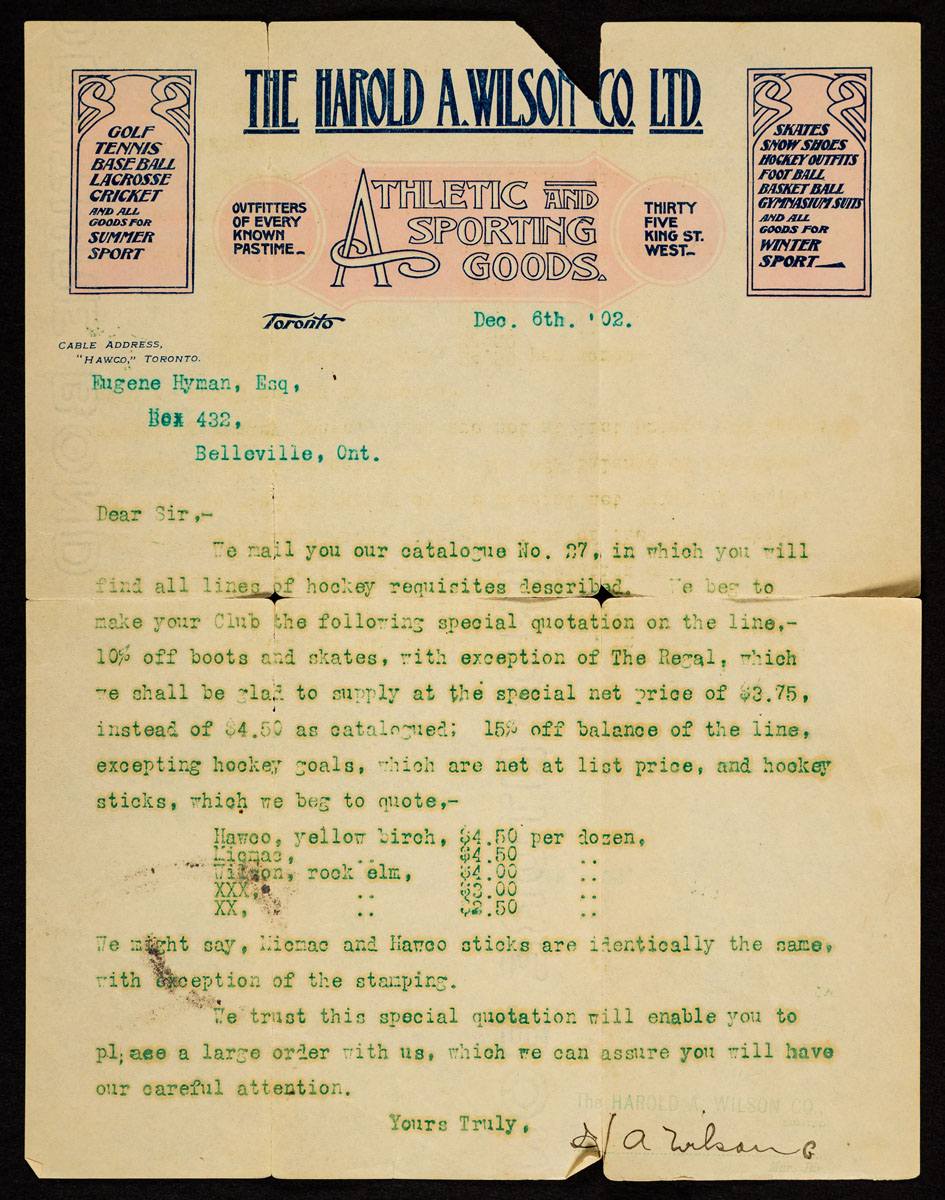 THE HAROLD A. WILSON CO. LTD.
GOLF
TENNIS
BASE BALL
LACROSSE
CRICKET
AND ALL
GOODS FOR
SUMMER
SPORT
OUTFITTERS
OF EVERY
KNOWN
PASTIME
ATHLETIC AND
SPORTING
GOODS.
THIRTY
FIVE
KING ST.
WEST
SKATES
SNOW SHOES
HOCKEY OUTFITS
FOOT BALL
BASKET BALL
GYMNASIUM SUITS
AND ALL
GOODS FOR
WINTER
SPORT
Toronto Dec. 6th. '02.
CABLE ADDRESS,
"HAWCO," TORONTO.
Eugene Hyman, Esq,
Box 432,
Belleville, Ont.
Dear Sir,-
We mail you our catalogue No. 27, in which you will
find all lines of hockey requisites described. We beg to
make your Club the following special quotation on the line,-
10% off boots and skates, with exception of The Regal, which
we shall be glad to supply at the special net price of $3.75,
instead of $4.50 as catalogued; 15% off balance of the line,
excepting hockey goals, which are net at list price, and hockey
sticks, which we beg to quote,-
Hawco, yellow birch, $4.50 per dozen,
Micmac, .. $4.50 ..
Wilson, rock elm, $4.00 ..
XXX, .. $3.00 ..
XX, .. $2.50 ..
We might say, Micmac and Hawco sticks are identically the same,
with exception of the stamping.
We trust this special quotation will enable you to
pl;ace a large order with us, which we can assure you will have
our careful attention.
Yours Truly,
The HAROLD A. WILSON CO.,
LIMITED
H A Wilson